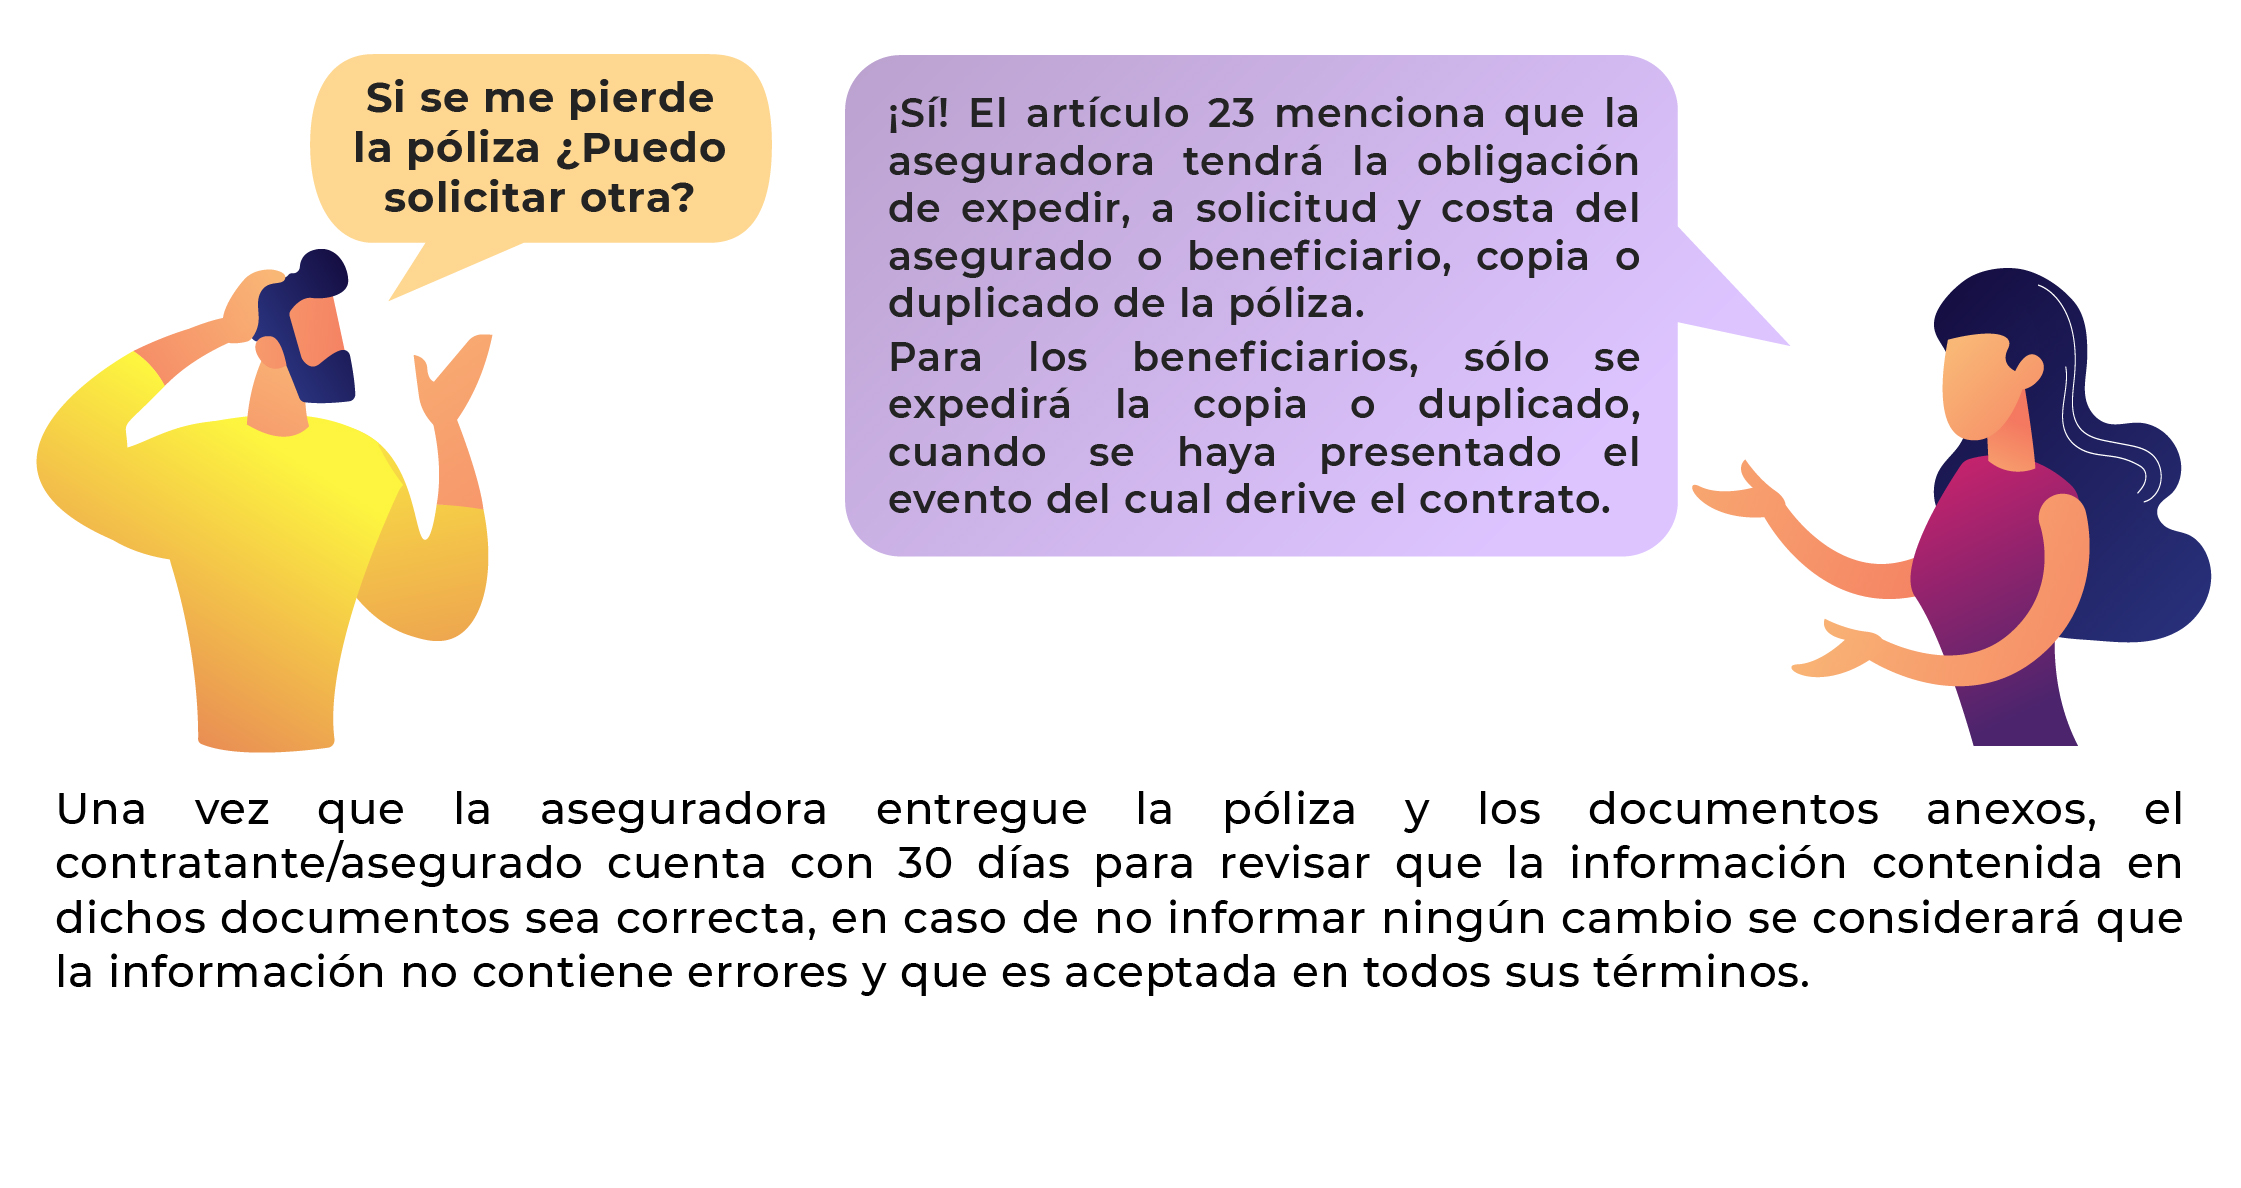 Si se me pierde
la póliza ¿Puedo
solicitar otra?
¡Sí! El artículo 23 menciona que la
aseguradora tendrá la obligación
de expedir, a solicitud y costa del
asegurado o beneficiario, copia o
duplicado de la póliza.
Para los beneficiarios, sólo se
expedirá la copia o duplicado,
cuando se haya presentado el
evento del cual derive el contrato.
Una vez que la aseguradora entregue la póliza y los documentos anexos, el
contratante/asegurado cuenta con 30 días para revisar que la información contenida en
dichos documentos sea correcta, en caso de no informar ningún cambio se considerará que
la información no contiene errores y que es aceptada en todos sus términos.